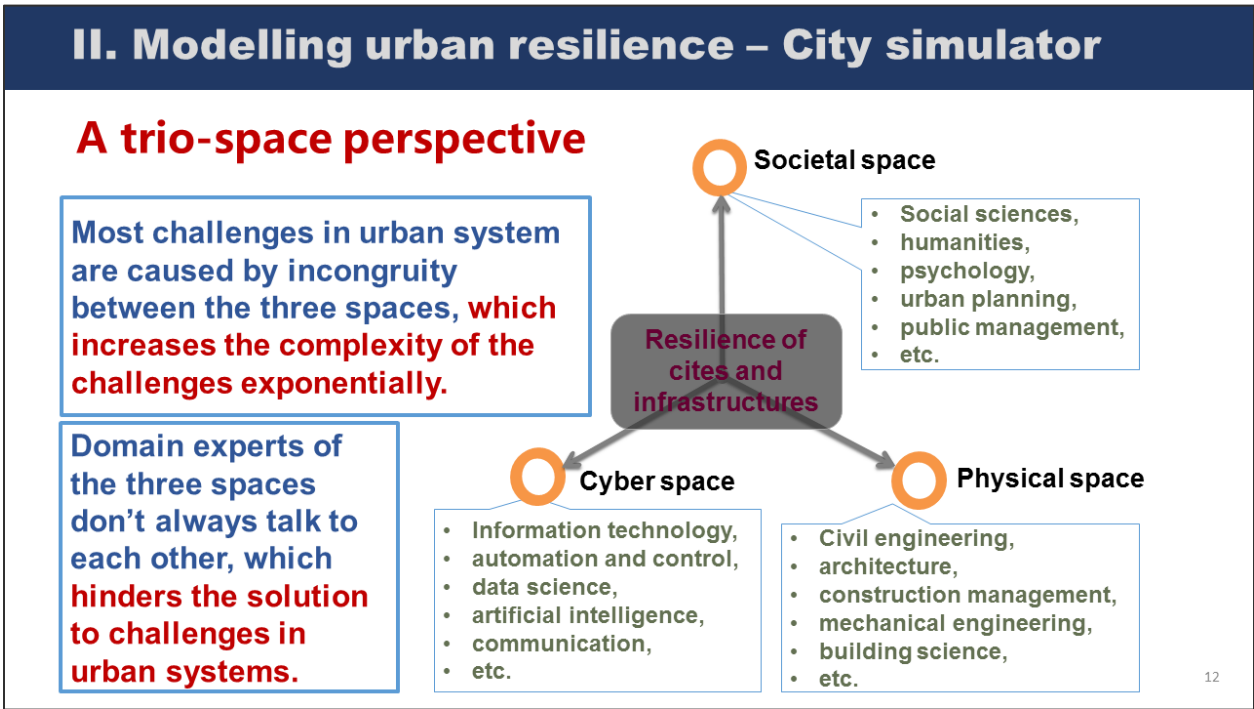 II. Modelling urban resilience – City simulator
A trio-space perspective
Most challenges in urban system
are caused by incongruity
between the three spaces, which
increases the complexity of the
challenges exponentially.
Domain experts of
the three spaces
don’t always talk to
each other, which
hinders the solution
to challenges in
urban systems.
Societal space
• Social sciences,
• humanities,
• psychology,
• urban planning,
• public management,
• etc.
Resilience of
cites and
infrastructures
Cyber space
• Information technology,
• automation and control,
• data science,
• artificial intelligence,
• communication,
• etc.
Physical space
• Civil engineering,
• architecture,
• construction management,
• mechanical engineering,
• building science,
• etc.
12